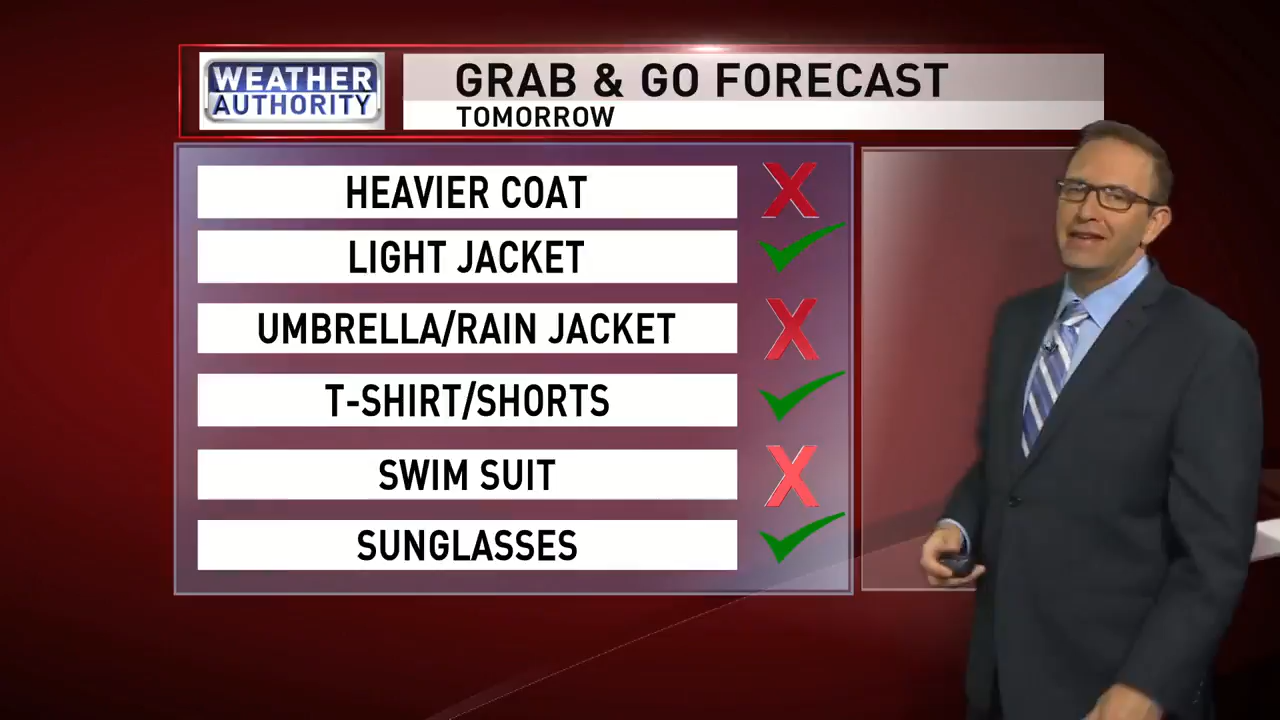 WEATHER
AUTHORITY
GRAB & GO FORECAST
TOMORROW
HEAVIER COAT
LIGHT JACKET
UMBRELLA/RAIN JACKET
T-SHIRT/SHORTS
SWIM SUIT
SUNGLASSES